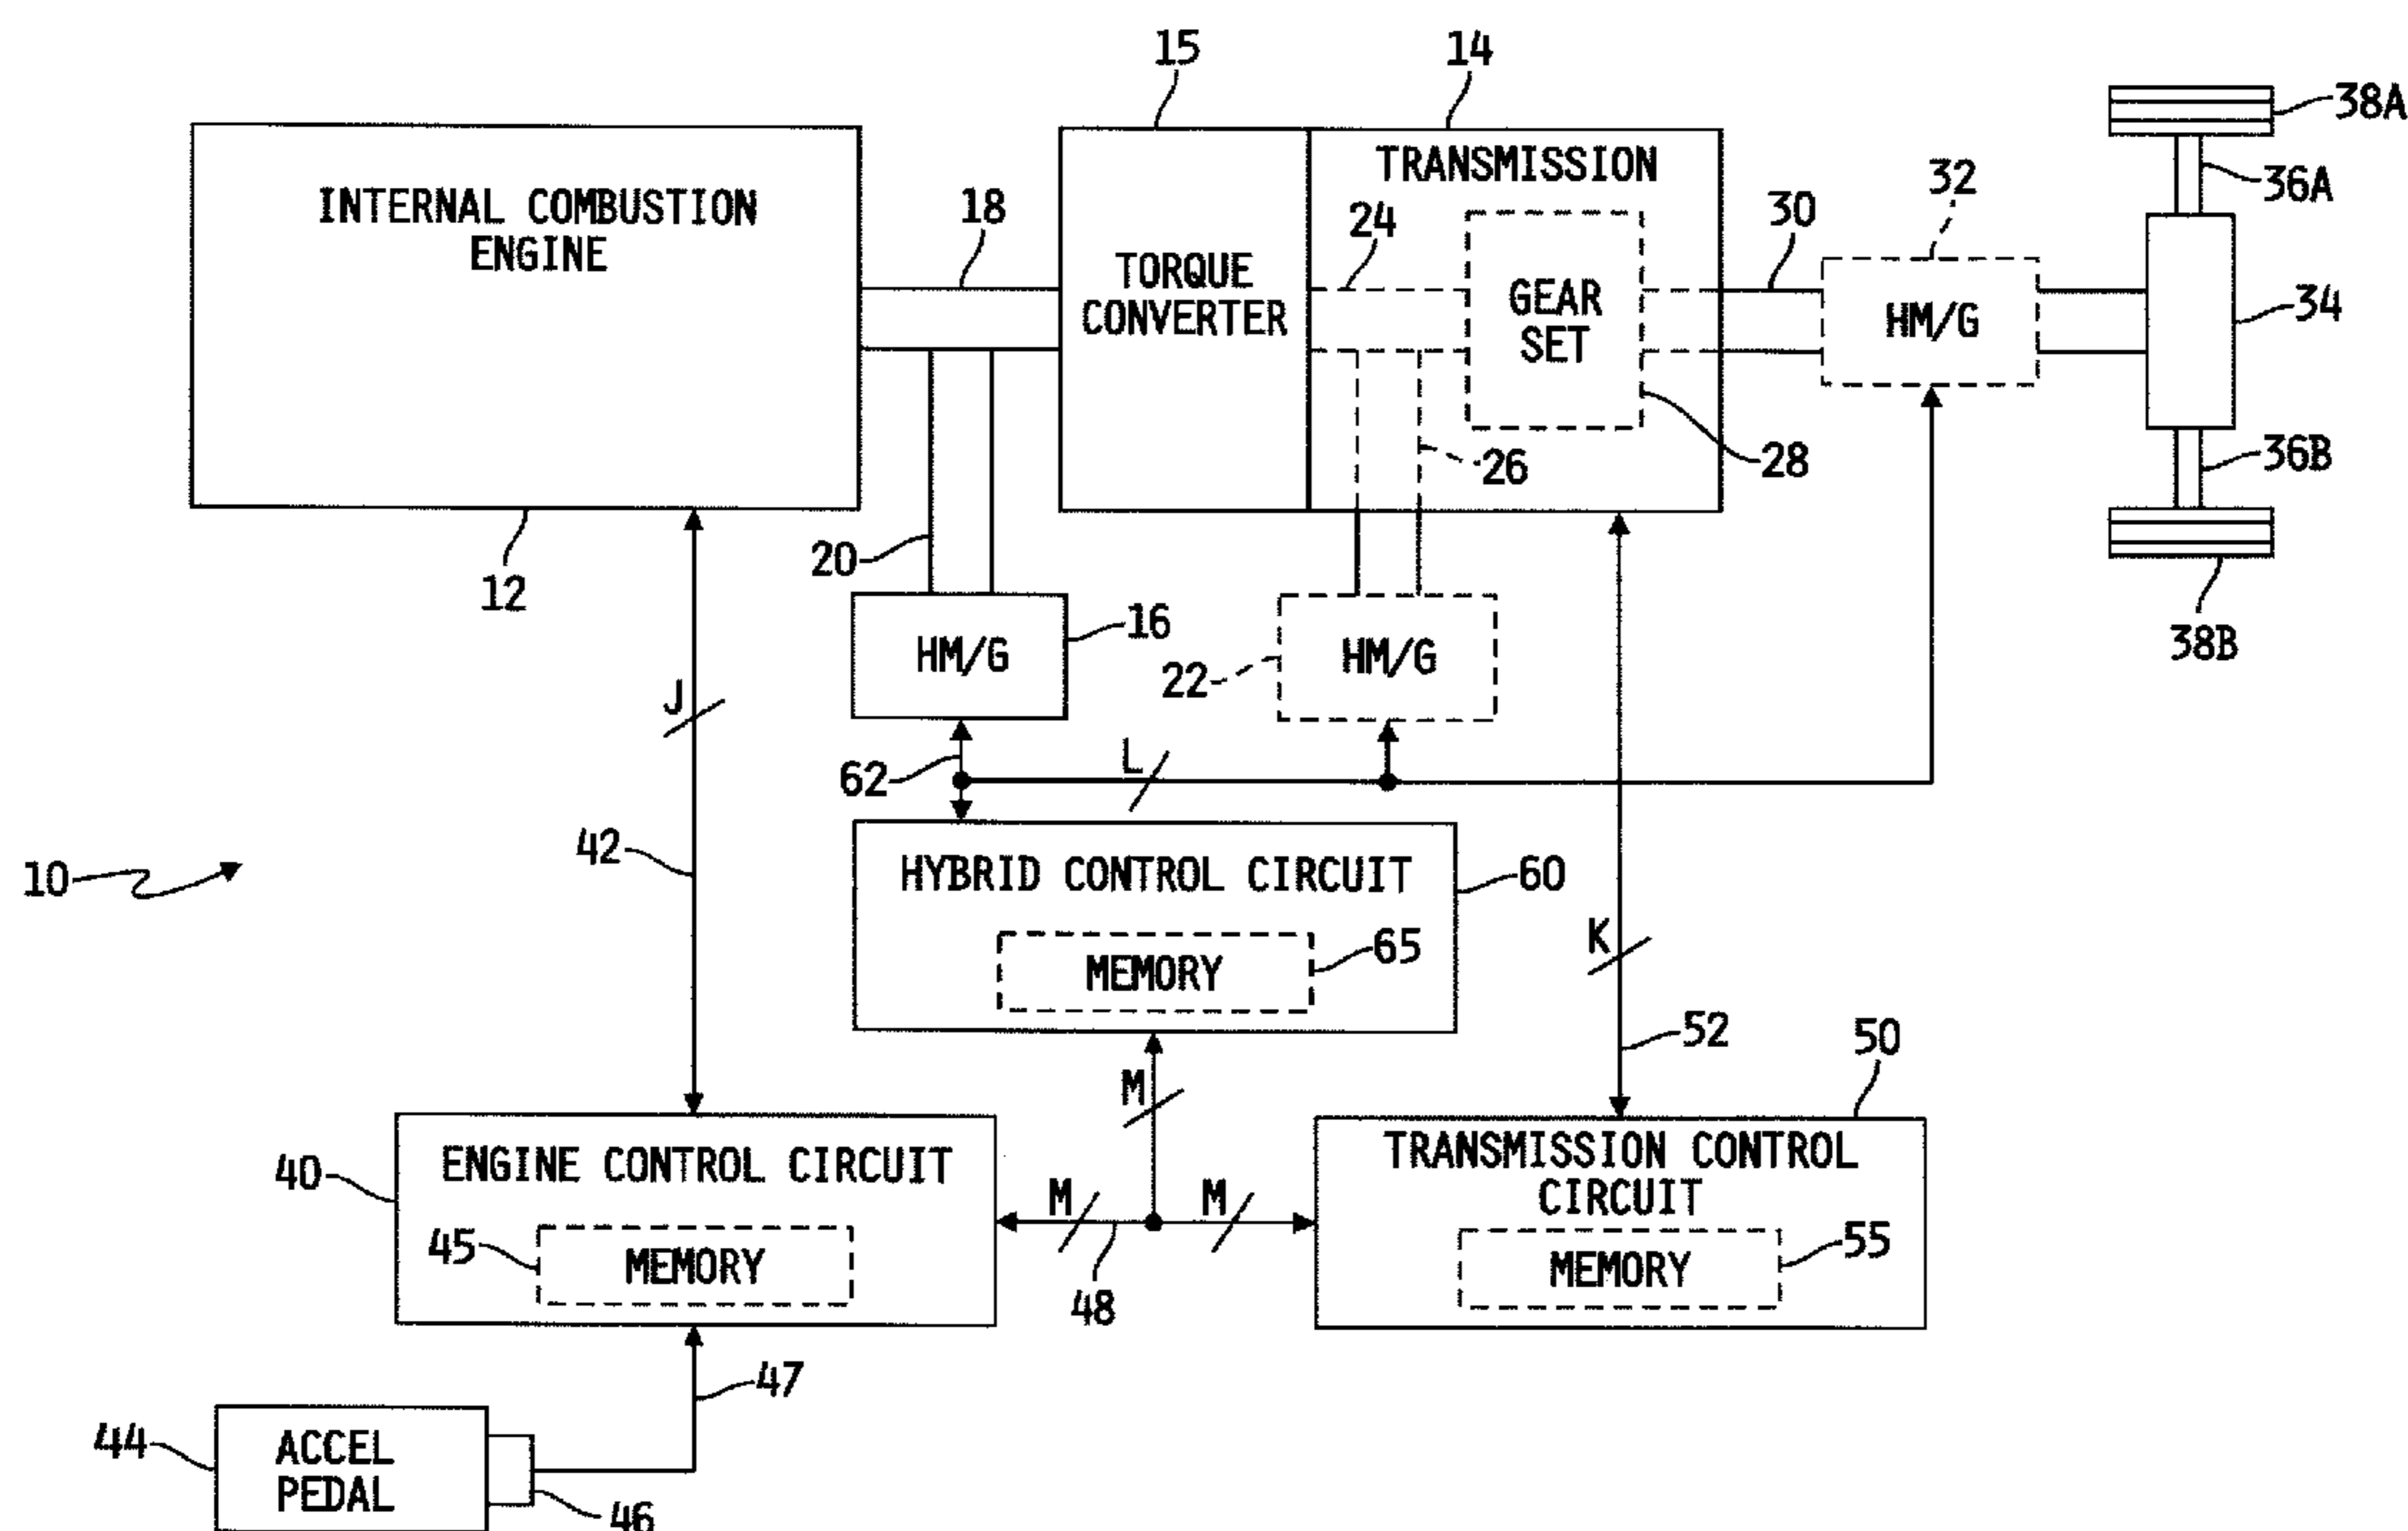 15
14
38A
INTERNAL COMBUSTION
ENGINE
18
TRANSMISSION
24
TORQUE
CONVERTER
GEAR
SET
30
32
HM/G
36A
34
26
28
36B
12
20
HM/G
16
22
HM/G
38B
J
62
L
42
10
HYBRID CONTROL CIRCUIT
60
MEMORY
65
K
52
50
M
40
ENGINE CONTROL CIRCUIT
45
MEMORY
M
M
48
TRANSMISSION CONTROL
CIRCUIT
MEMORY
55
47
44
ACCEL
PEDAL
46